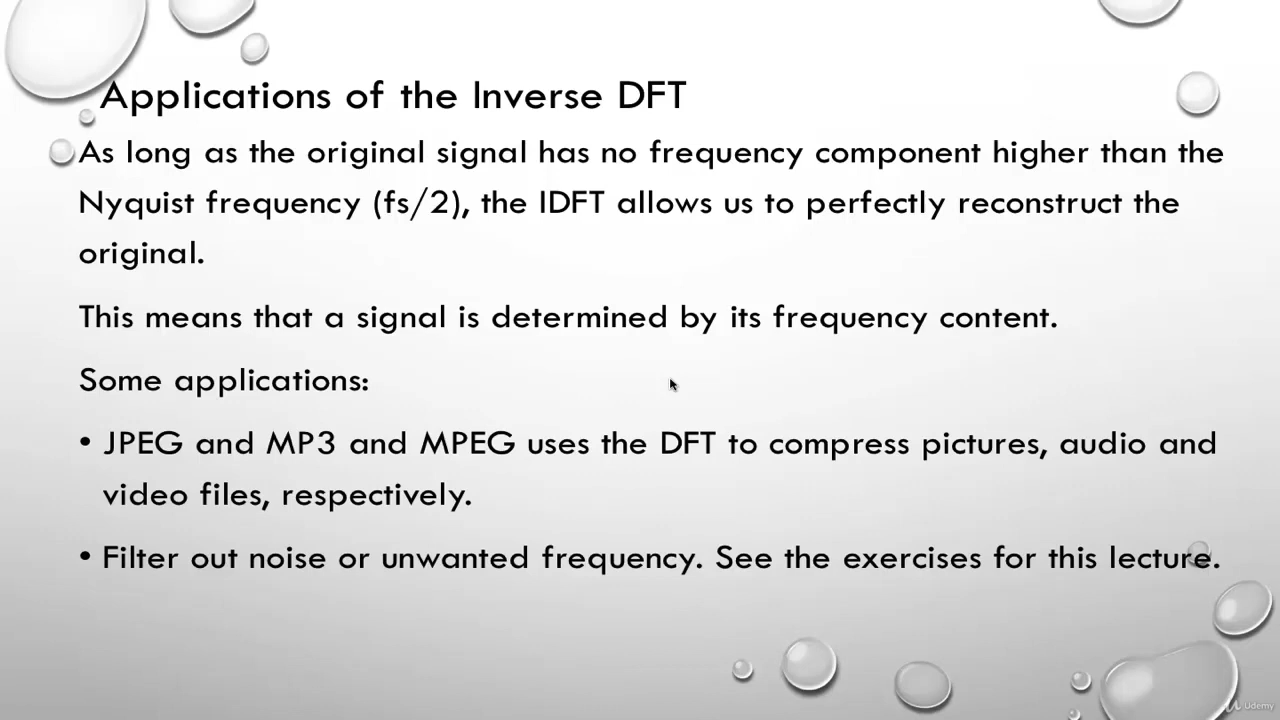 Applications of the Inverse DFT
As long as the original signal has no frequency component higher than the
Nyquist frequency (fs/2), the IDFT allows us to perfectly reconstruct the
original.
This means that a signal is determined by its frequency content.
Some applications:
• JPEG and MP3 and MPEG uses the DFT to compress pictures, audio and
video files, respectively.
• Filter out noise or unwanted frequency. See the exercises for this lecture.
Udemy